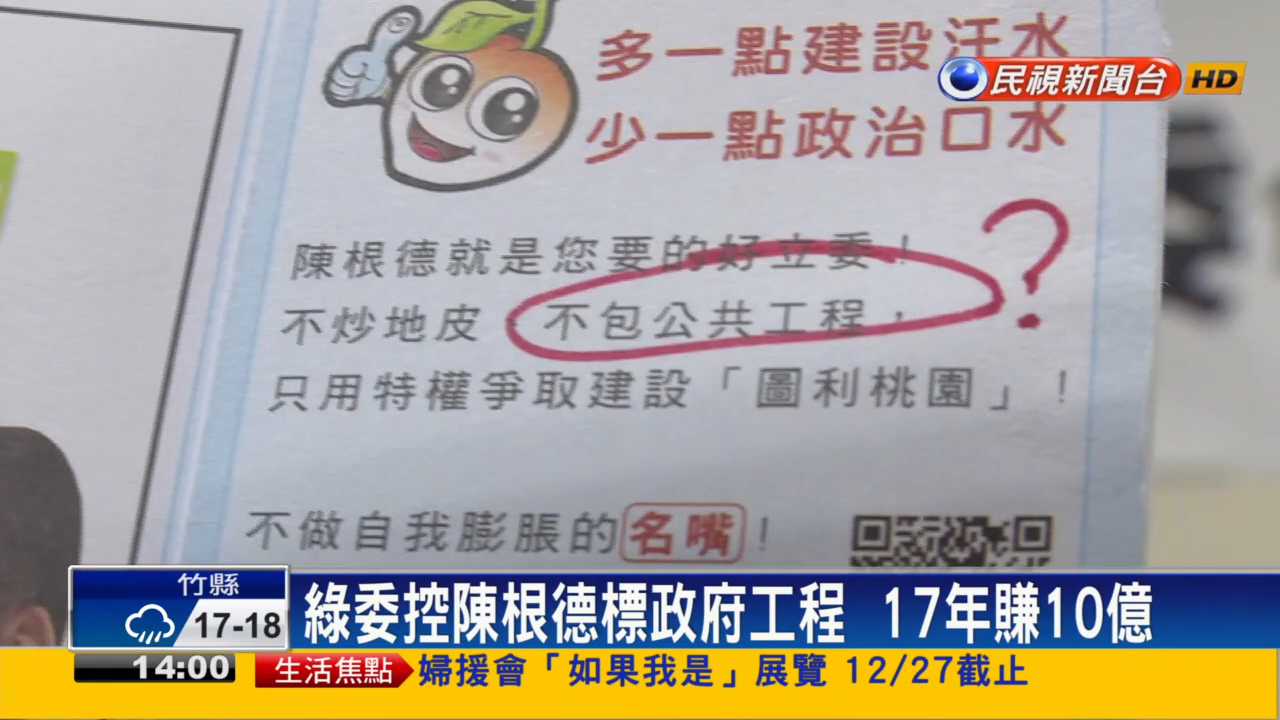 多一點建設汗水
民視新聞台 HD
少一點政治口水
?
陳根德就是您要的好立委！
不炒地皮 不包公共工程，
只用特權爭取建設「圖利桃園」！
不做自我膨脹的名嘴！
竹縣
17-18
綠委控陳根德標政府工程 17年賺10億
14:00
生活焦點
婦援會「如果我是」展覽 12/27截止